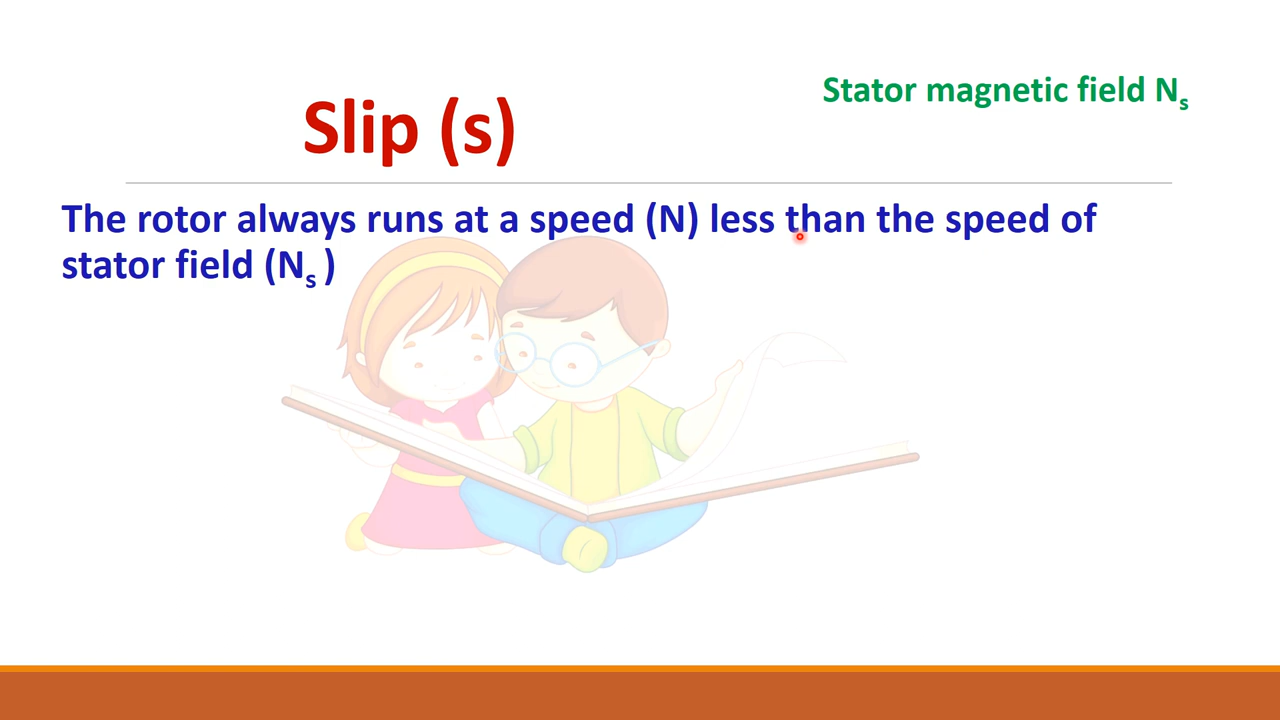 Stator magnetic field Ns
Slip (s)
The rotor always runs at a speed (N) less than the speed of
stator field (Ns )